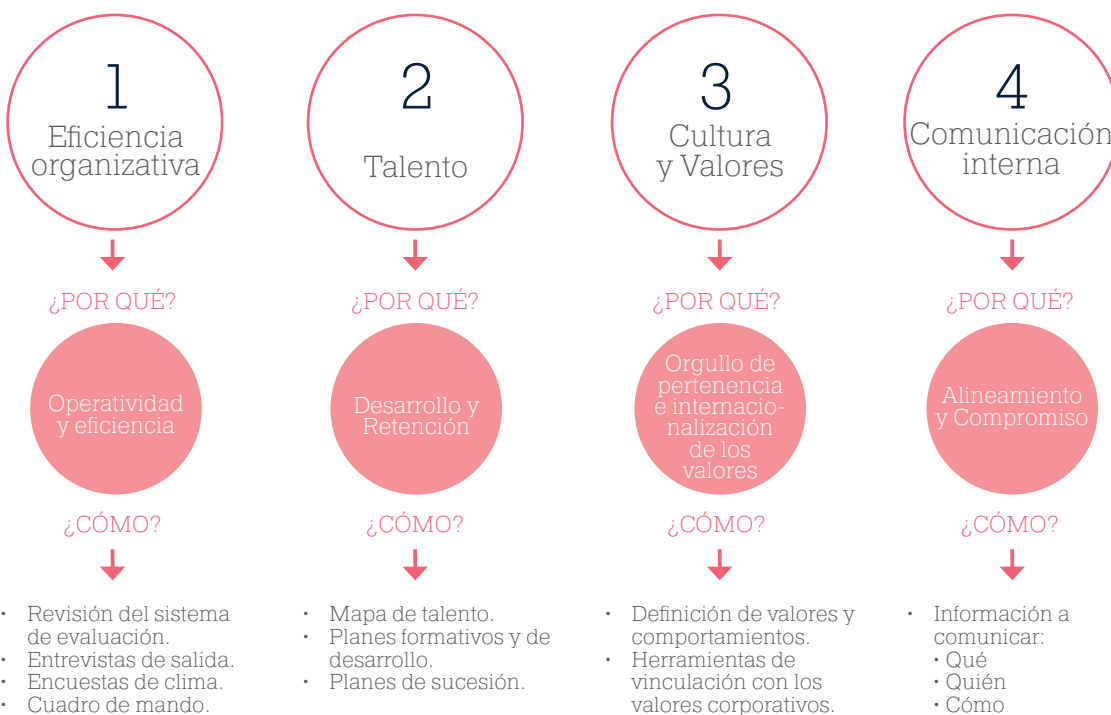 1
Eficiencia
organizativa
¿POR QUÉ?
Operatividad
y eficiencia
¿CÓMO?
• Revisión del sistema
de evaluación.
• Entrevistas de salida.
• Encuestas de clima.
• Cuadro de mando.
2
Talento
¿POR QUÉ?
Desarrollo y
Retención
¿CÓMO?
• Mapa de talento.
• Planes formativos y de
desarrollo.
• Planes de sucesión.
3
Cultura
y Valores
¿POR QUÉ?
Orgullo de
pertenencia
e internacio-
nalización
de los
valores
¿CÓMO?
• Definición de valores y
comportamientos.
• Herramientas de
vinculación con los
valores corporativos.
4
Comunicación
interna
¿POR QUÉ?
Alineamiento
y Compromiso
¿CÓMO?
• Información a
comunicar:
• Qué
• Quién
• Cómo